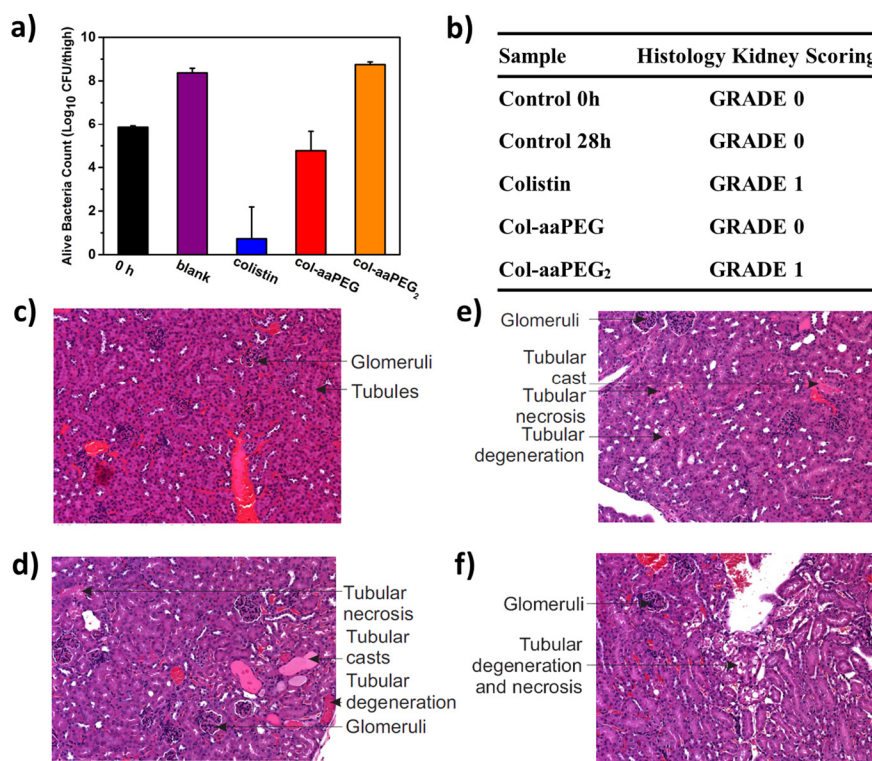 a)
Alive Bacteria Count (Log₁₀ CFU/thigh)
10
8
6
4
2
0
0 h
blank
colistin
col-aaPEG
col-aaPEG₂
b)
Sample Histology Kidney Scoring
Control 0h GRADE 0
Control 28h GRADE 0
Colistin GRADE 1
Col-aaPEG GRADE 0
Col-aaPEG₂ GRADE 1
c)
Glomeruli
Tubules
e)
Glomeruli
Tubular
cast
Tubular
necrosis
Tubular
degeneration
d)
Tubular
necrosis
Tubular
casts
Tubular
degeneration
Glomeruli
f)
Glomeruli
Tubular
degeneration
and necrosis